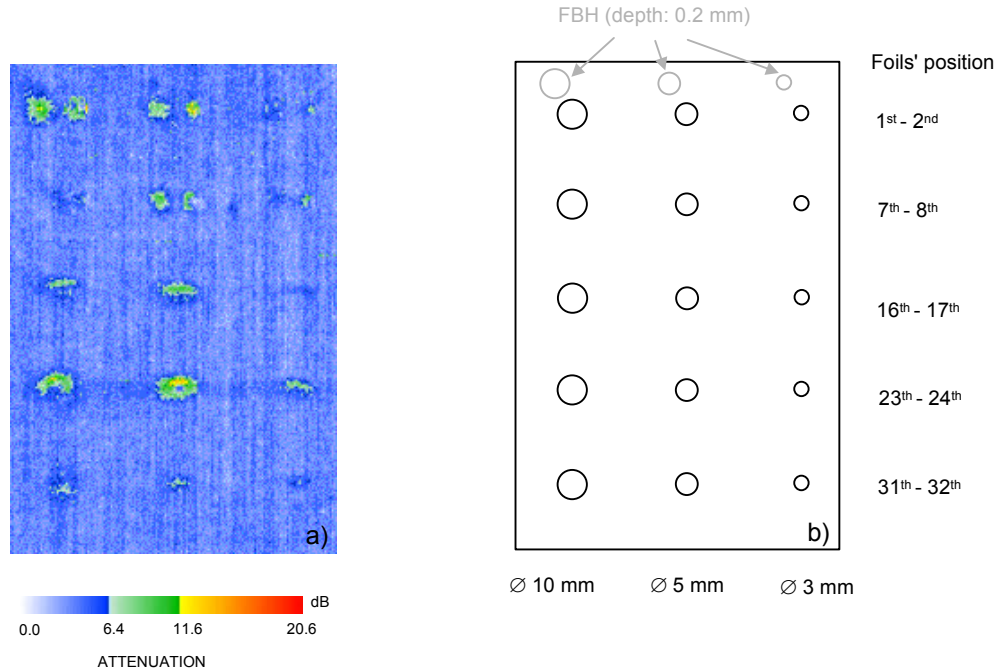 FBH (depth: 0.2 mm)
Foils' position
1st - 2nd
7th - 8th
16th - 17th
23th - 24th
31th - 32th
a)
b)
∅ 10 mm
∅ 5 mm
∅ 3 mm
dB
0.0
6.4
11.6
20.6
ATTENUATION